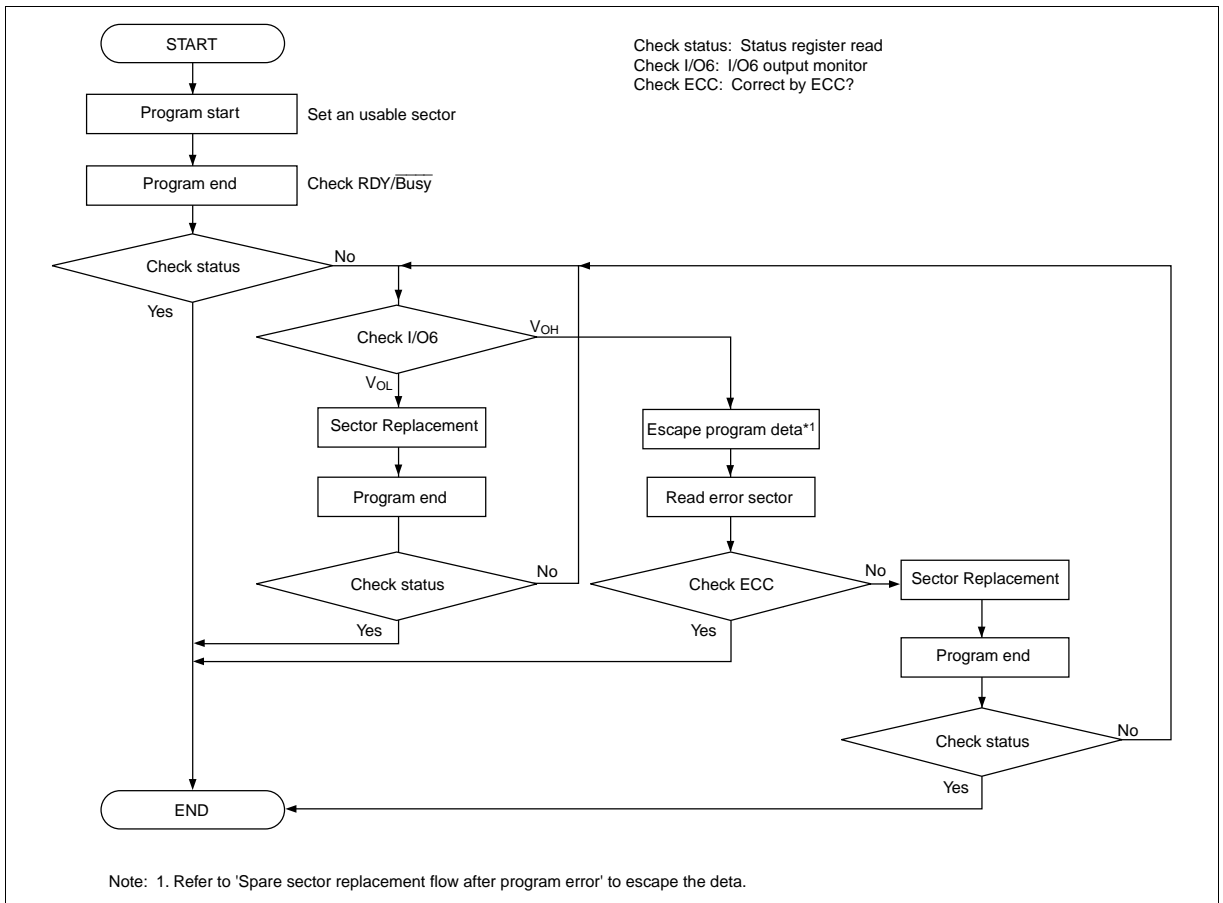 START
Check status: Status register read
Check I/O6: I/O6 output monitor
Check ECC: Correct by ECC?
Program start
Set an usable sector
Program end
Check RDY/B̅u̅s̅y̅
Check status
No
Yes
Check I/O6
VOH
VOL
Sector Replacement
Escape program deta*1
Program end
Read error sector
Check status
No
Yes
Check ECC
No
Yes
Sector Replacement
Program end
Check status
No
Yes
END
Note: 1. Refer to 'Spare sector replacement flow after program error' to escape the deta.